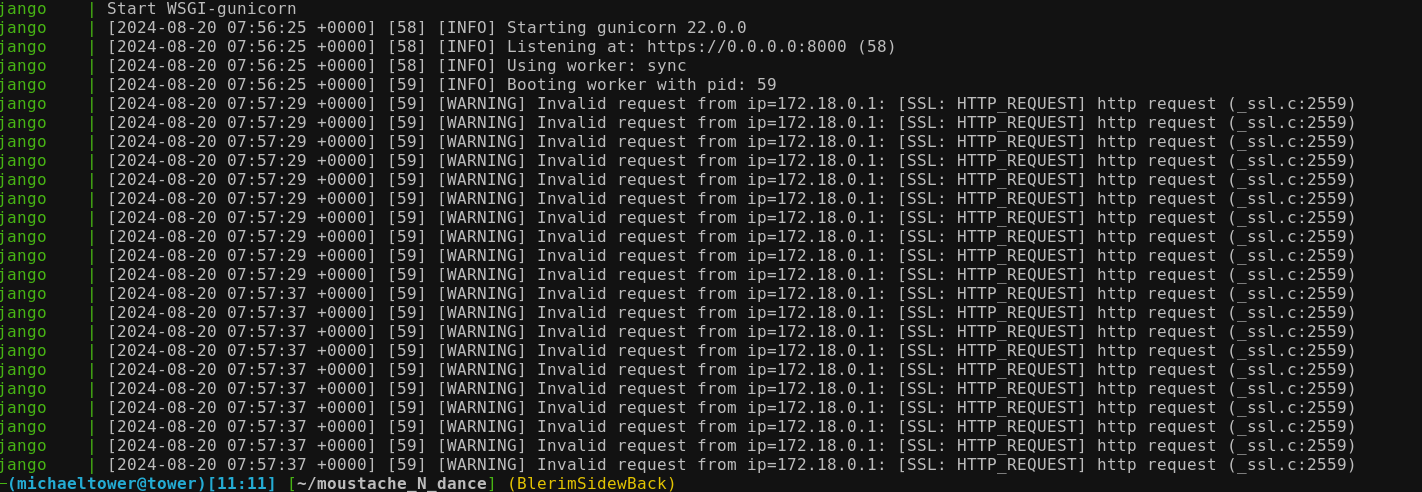 jango | Start WSGI-gunicorn
jango | [2024-08-20 07:56:25 +0000] [58] [INFO] Starting gunicorn 22.0.0
jango | [2024-08-20 07:56:25 +0000] [58] [INFO] Listening at: https://0.0.0.0:8000 (58)
jango | [2024-08-20 07:56:25 +0000] [58] [INFO] Using worker: sync
jango | [2024-08-20 07:56:25 +0000] [59] [INFO] Booting worker with pid: 59
jango | [2024-08-20 07:57:29 +0000] [59] [WARNING] Invalid request from ip=172.18.0.1: [SSL: HTTP_REQUEST] http request (_ssl.c:2559)
jango | [2024-08-20 07:57:29 +0000] [59] [WARNING] Invalid request from ip=172.18.0.1: [SSL: HTTP_REQUEST] http request (_ssl.c:2559)
jango | [2024-08-20 07:57:29 +0000] [59] [WARNING] Invalid request from ip=172.18.0.1: [SSL: HTTP_REQUEST] http request (_ssl.c:2559)
jango | [2024-08-20 07:57:29 +0000] [59] [WARNING] Invalid request from ip=172.18.0.1: [SSL: HTTP_REQUEST] http request (_ssl.c:2559)
jango | [2024-08-20 07:57:29 +0000] [59] [WARNING] Invalid request from ip=172.18.0.1: [SSL: HTTP_REQUEST] http request (_ssl.c:2559)
jango | [2024-08-20 07:57:29 +0000] [59] [WARNING] Invalid request from ip=172.18.0.1: [SSL: HTTP_REQUEST] http request (_ssl.c:2559)
jango | [2024-08-20 07:57:29 +0000] [59] [WARNING] Invalid request from ip=172.18.0.1: [SSL: HTTP_REQUEST] http request (_ssl.c:2559)
jango | [2024-08-20 07:57:29 +0000] [59] [WARNING] Invalid request from ip=172.18.0.1: [SSL: HTTP_REQUEST] http request (_ssl.c:2559)
jango | [2024-08-20 07:57:29 +0000] [59] [WARNING] Invalid request from ip=172.18.0.1: [SSL: HTTP_REQUEST] http request (_ssl.c:2559)
jango | [2024-08-20 07:57:29 +0000] [59] [WARNING] Invalid request from ip=172.18.0.1: [SSL: HTTP_REQUEST] http request (_ssl.c:2559)
jango | [2024-08-20 07:57:37 +0000] [59] [WARNING] Invalid request from ip=172.18.0.1: [SSL: HTTP_REQUEST] http request (_ssl.c:2559)
jango | [2024-08-20 07:57:37 +0000] [59] [WARNING] Invalid request from ip=172.18.0.1: [SSL: HTTP_REQUEST] http request (_ssl.c:2559)
jango | [2024-08-20 07:57:37 +0000] [59] [WARNING] Invalid request from ip=172.18.0.1: [SSL: HTTP_REQUEST] http request (_ssl.c:2559)
jango | [2024-08-20 07:57:37 +0000] [59] [WARNING] Invalid request from ip=172.18.0.1: [SSL: HTTP_REQUEST] http request (_ssl.c:2559)
jango | [2024-08-20 07:57:37 +0000] [59] [WARNING] Invalid request from ip=172.18.0.1: [SSL: HTTP_REQUEST] http request (_ssl.c:2559)
jango | [2024-08-20 07:57:37 +0000] [59] [WARNING] Invalid request from ip=172.18.0.1: [SSL: HTTP_REQUEST] http request (_ssl.c:2559)
jango | [2024-08-20 07:57:37 +0000] [59] [WARNING] Invalid request from ip=172.18.0.1: [SSL: HTTP_REQUEST] http request (_ssl.c:2559)
jango | [2024-08-20 07:57:37 +0000] [59] [WARNING] Invalid request from ip=172.18.0.1: [SSL: HTTP_REQUEST] http request (_ssl.c:2559)
jango | [2024-08-20 07:57:37 +0000] [59] [WARNING] Invalid request from ip=172.18.0.1: [SSL: HTTP_REQUEST] http request (_ssl.c:2559)
jango | [2024-08-20 07:57:37 +0000] [59] [WARNING] Invalid request from ip=172.18.0.1: [SSL: HTTP_REQUEST] http request (_ssl.c:2559)
─(michaeltower@tower)[11:11] [~/moustache_N_dance] (BlerimSidewBack)